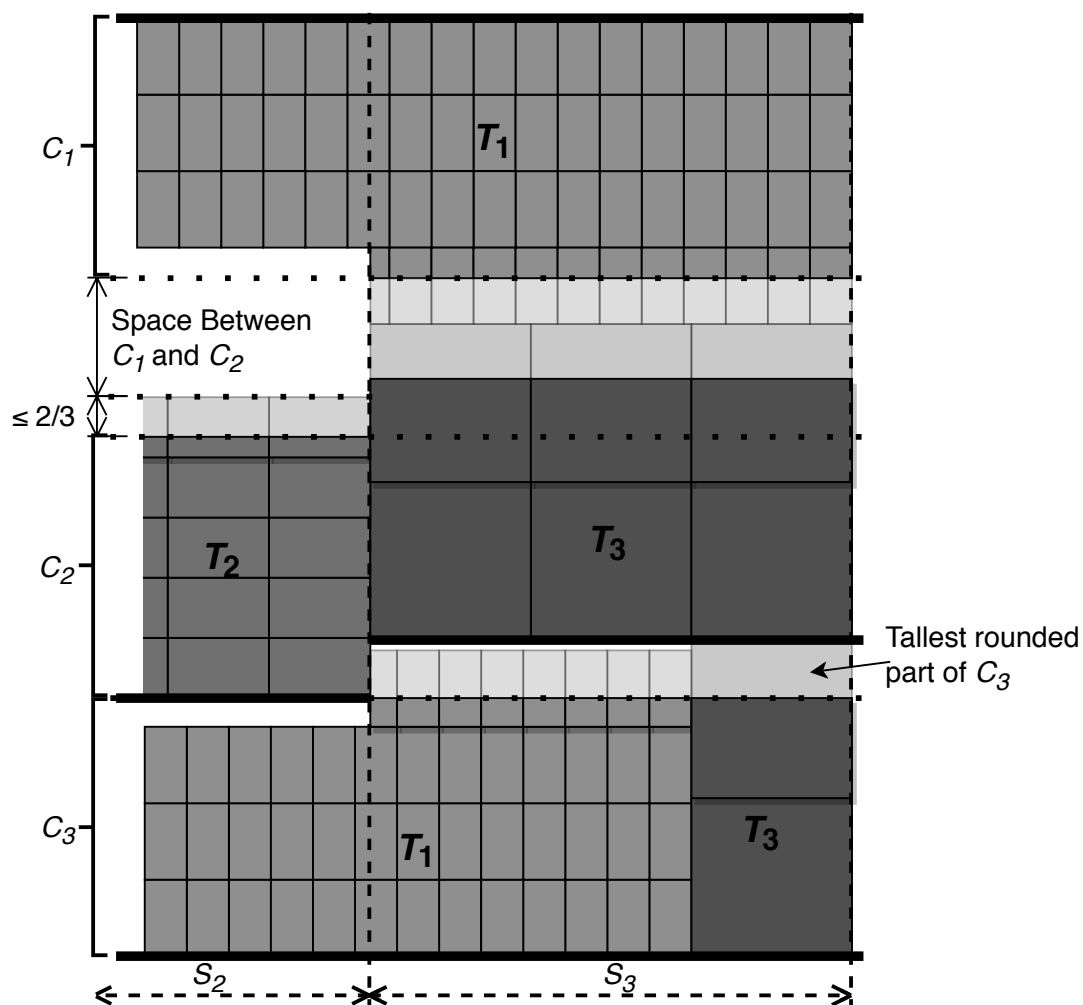 C1
T1
Space Between
C1 and C2
≤ 2/3
C2
T2
T3
Tallest rounded
part of C3
C3
T1
T3
S2
S3